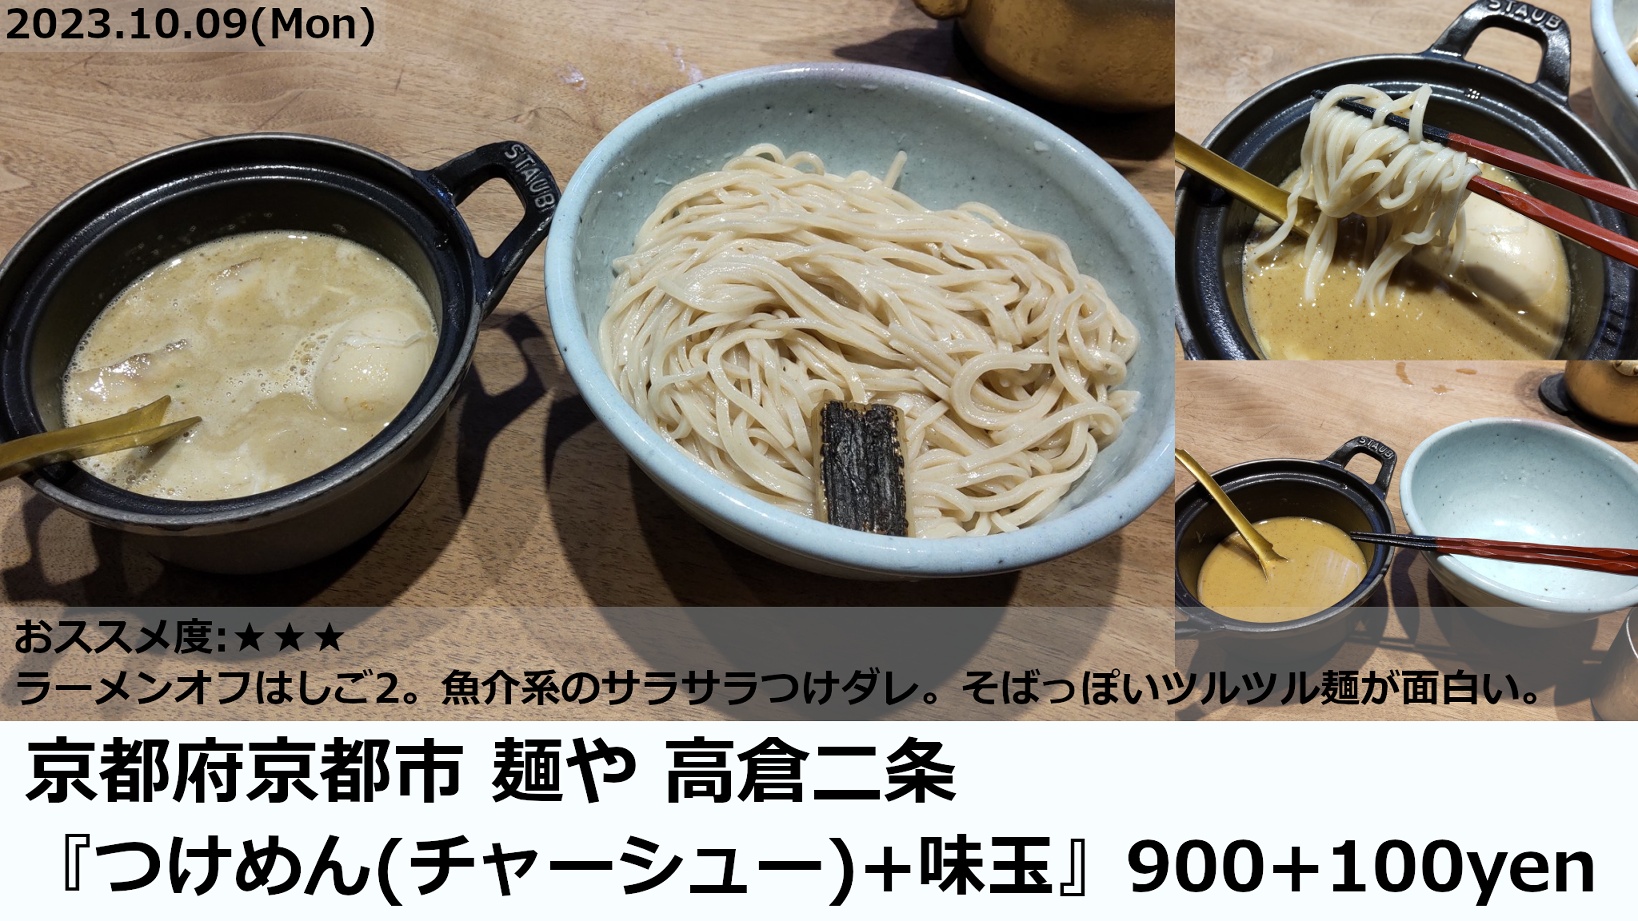 2023.10.09(Mon)
STAUB
STAUB
STAUB
おススメ度:★★★
ラーメンオフはしご2。魚介系のサラサラつけダレ。そばっぽいツルツル麺が面白い。
京都府京都市 麺や 高倉二条
『つけめん(チャーシュー)+味玉』900+100yen